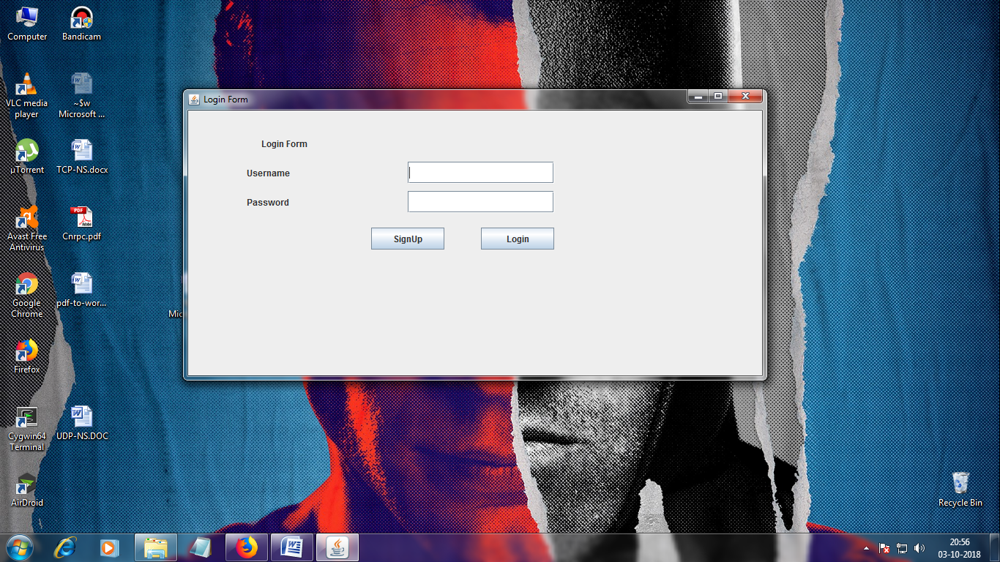 Computer
Bandicam
VLC media
player
~$w
Microsoft ...
µTorrent
TCP-NS.docx
Avast Free
Antivirus
Cnrpc.pdf
Google
Chrome
pdf-to-wor...
Mic
Firefox
Cygwin64
Terminal
UDP-NS.DOC
AirDroid
Login Form
Login Form
Username
Password
SignUp
Login
Recycle Bin
20:56
03-10-2018